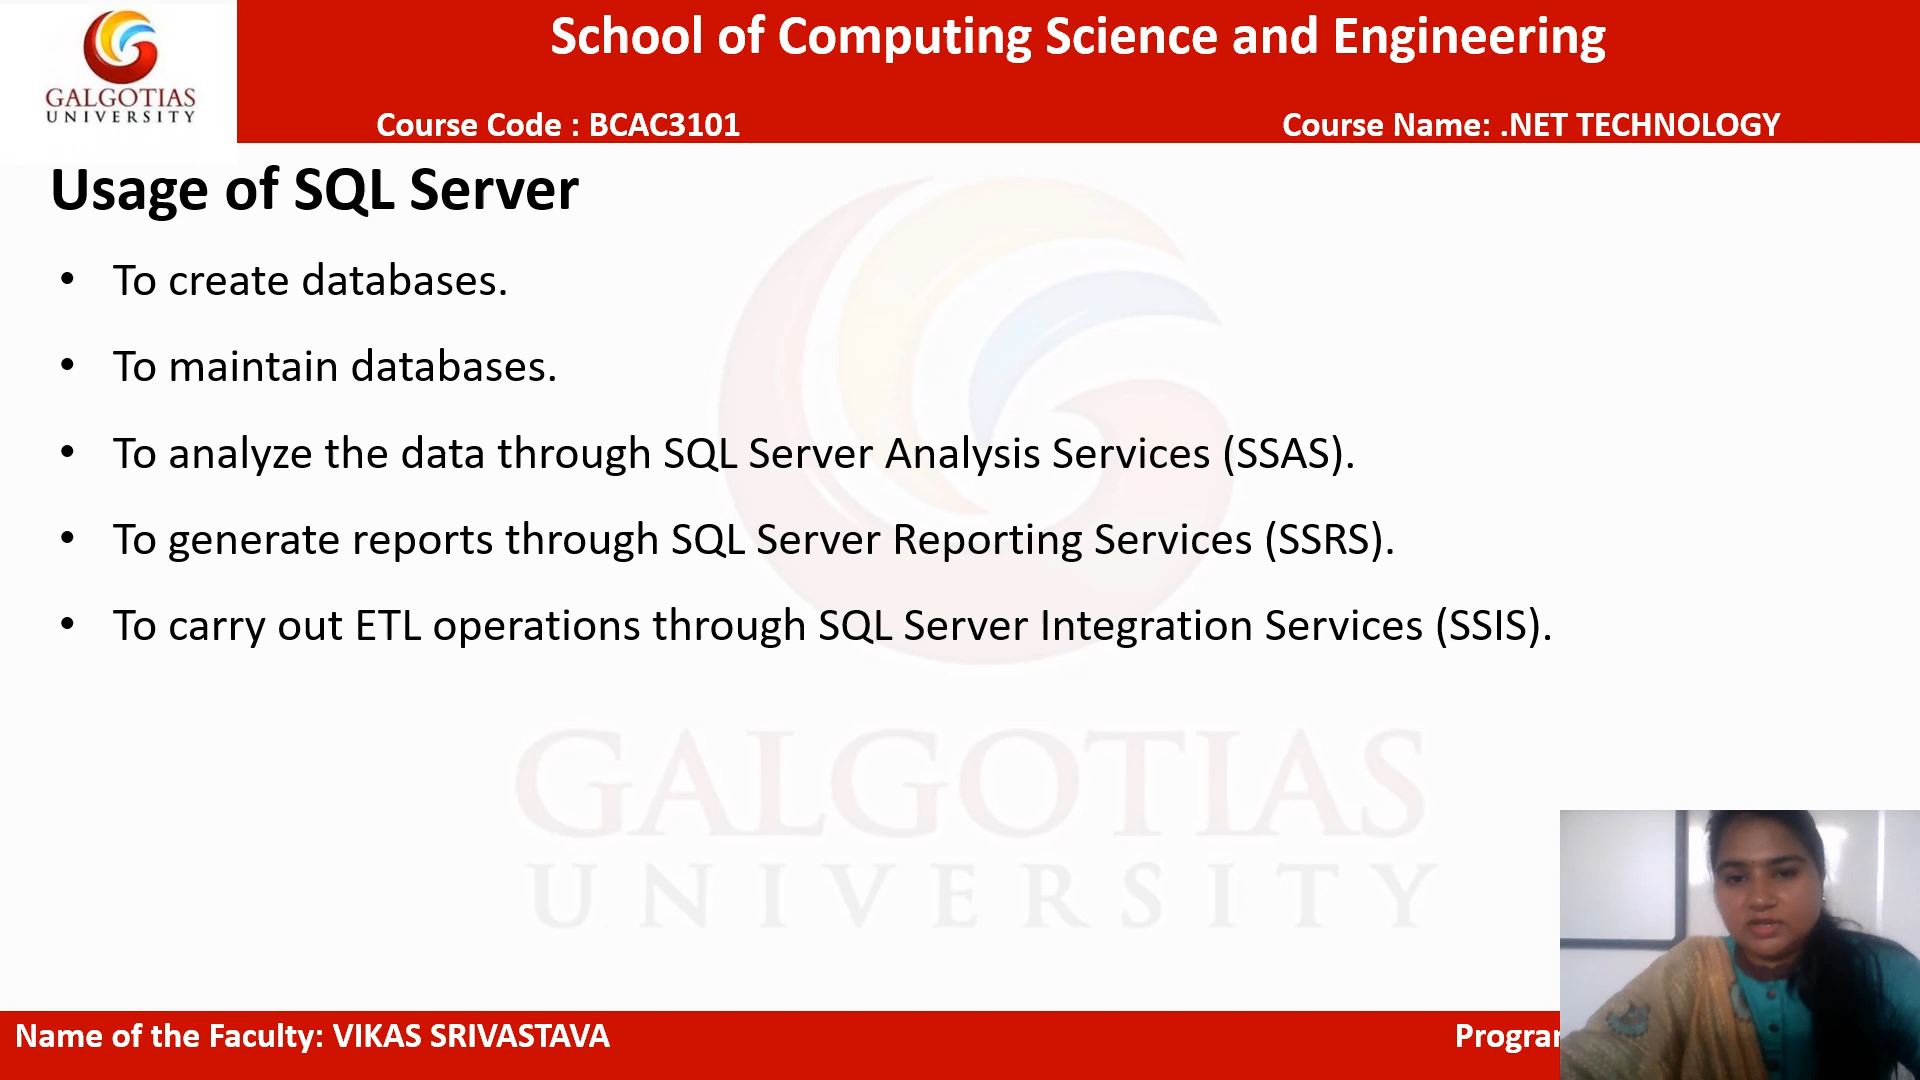 GALGOTIAS
UNIVERSITY
School of Computing Science and Engineering
Course Code : BCAC3101
Course Name: .NET TECHNOLOGY
Usage of SQL Server
• To create databases.
• To maintain databases.
• To analyze the data through SQL Server Analysis Services (SSAS).
• To generate reports through SQL Server Reporting Services (SSRS).
• To carry out ETL operations through SQL Server Integration Services (SSIS).
GALGOTIAS
UNIVERSITY
Name of the Faculty: VIKAS SRIVASTAVA